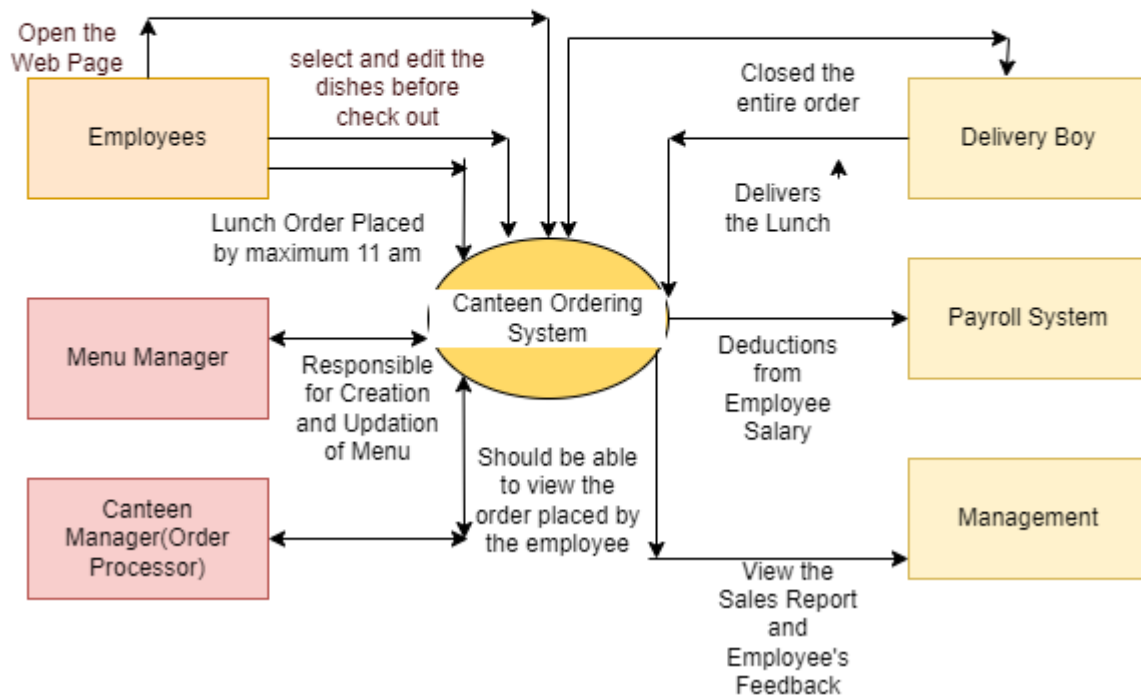 Open the
Web Page
Employees
select and edit the
dishes before
check out
Lunch Order Placed
by maximum 11 am
Closed the
entire order
Delivery Boy
Delivers
the Lunch
Canteen Ordering
System
Menu Manager
Responsible
for Creation
and Updation
of Menu
Payroll System
Deductions
from
Employee
Salary
Canteen
Manager(Order
Processor)
Should be able
to view the
order placed by
the employee
Management
View the
Sales Report
and
Employee's
Feedback